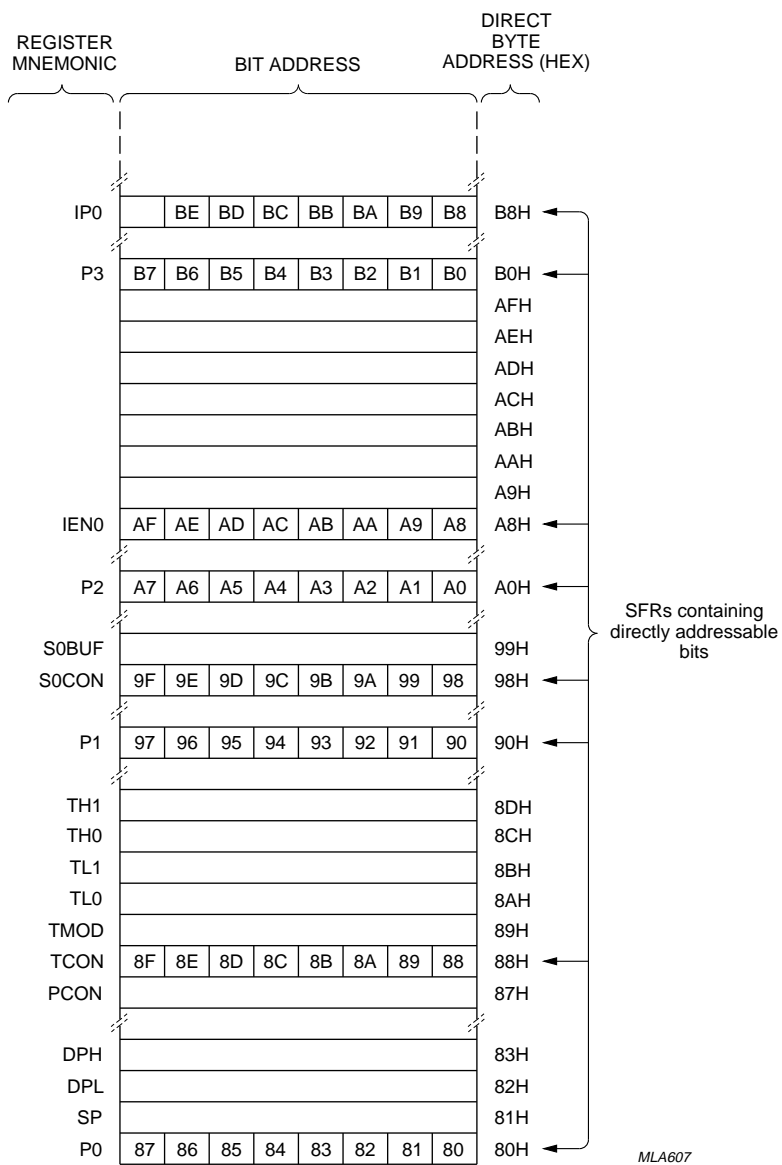 REGISTER
MNEMONIC
BIT ADDRESS
DIRECT
BYTE
ADDRESS (HEX)
IP0 BE BD BC BB BA B9 B8 B8H
P3 B7 B6 B5 B4 B3 B2 B1 B0 B0H
AFH
AEH
ADH
ACH
ABH
AAH
A9H
IEN0 AF AE AD AC AB AA A9 A8 A8H
P2 A7 A6 A5 A4 A3 A2 A1 A0 A0H
SFRs containing
directly addressable
bits
S0BUF 99H
S0CON 9F 9E 9D 9C 9B 9A 99 98 98H
P1 97 96 95 94 93 92 91 90 90H
TH1 8DH
TH0 8CH
TL1 8BH
TL0 8AH
TMOD 89H
TCON 8F 8E 8D 8C 8B 8A 89 88 88H
PCON 87H
DPH 83H
DPL 82H
SP 81H
P0 87 86 85 84 83 82 81 80 80H
MLA607